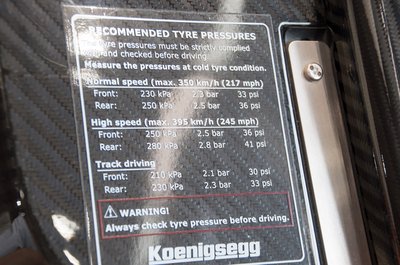 RECOMMENDED TYRE PRESSURES
tyre pressures must be strictly complied
and checked before driving.
Measure the pressures at cold tyre condition.
Normal speed (max. 350 km/h (217 mph)
Front: 230 kPa 2.3 bar 33 psi
Rear: 250 kPa 2.5 bar 36 psi
High speed (max. 395 km/h (245 mph)
Front: 250 kPa 2.5 bar 36 psi
Rear: 280 kPa 2.8 bar 41 psi
Track driving
Front: 210 kPa 2.1 bar 30 psi
Rear: 230 kPa 2.3 bar 33 psi
WARNING!
Always check tyre pressure before driving.
Koenigsegg